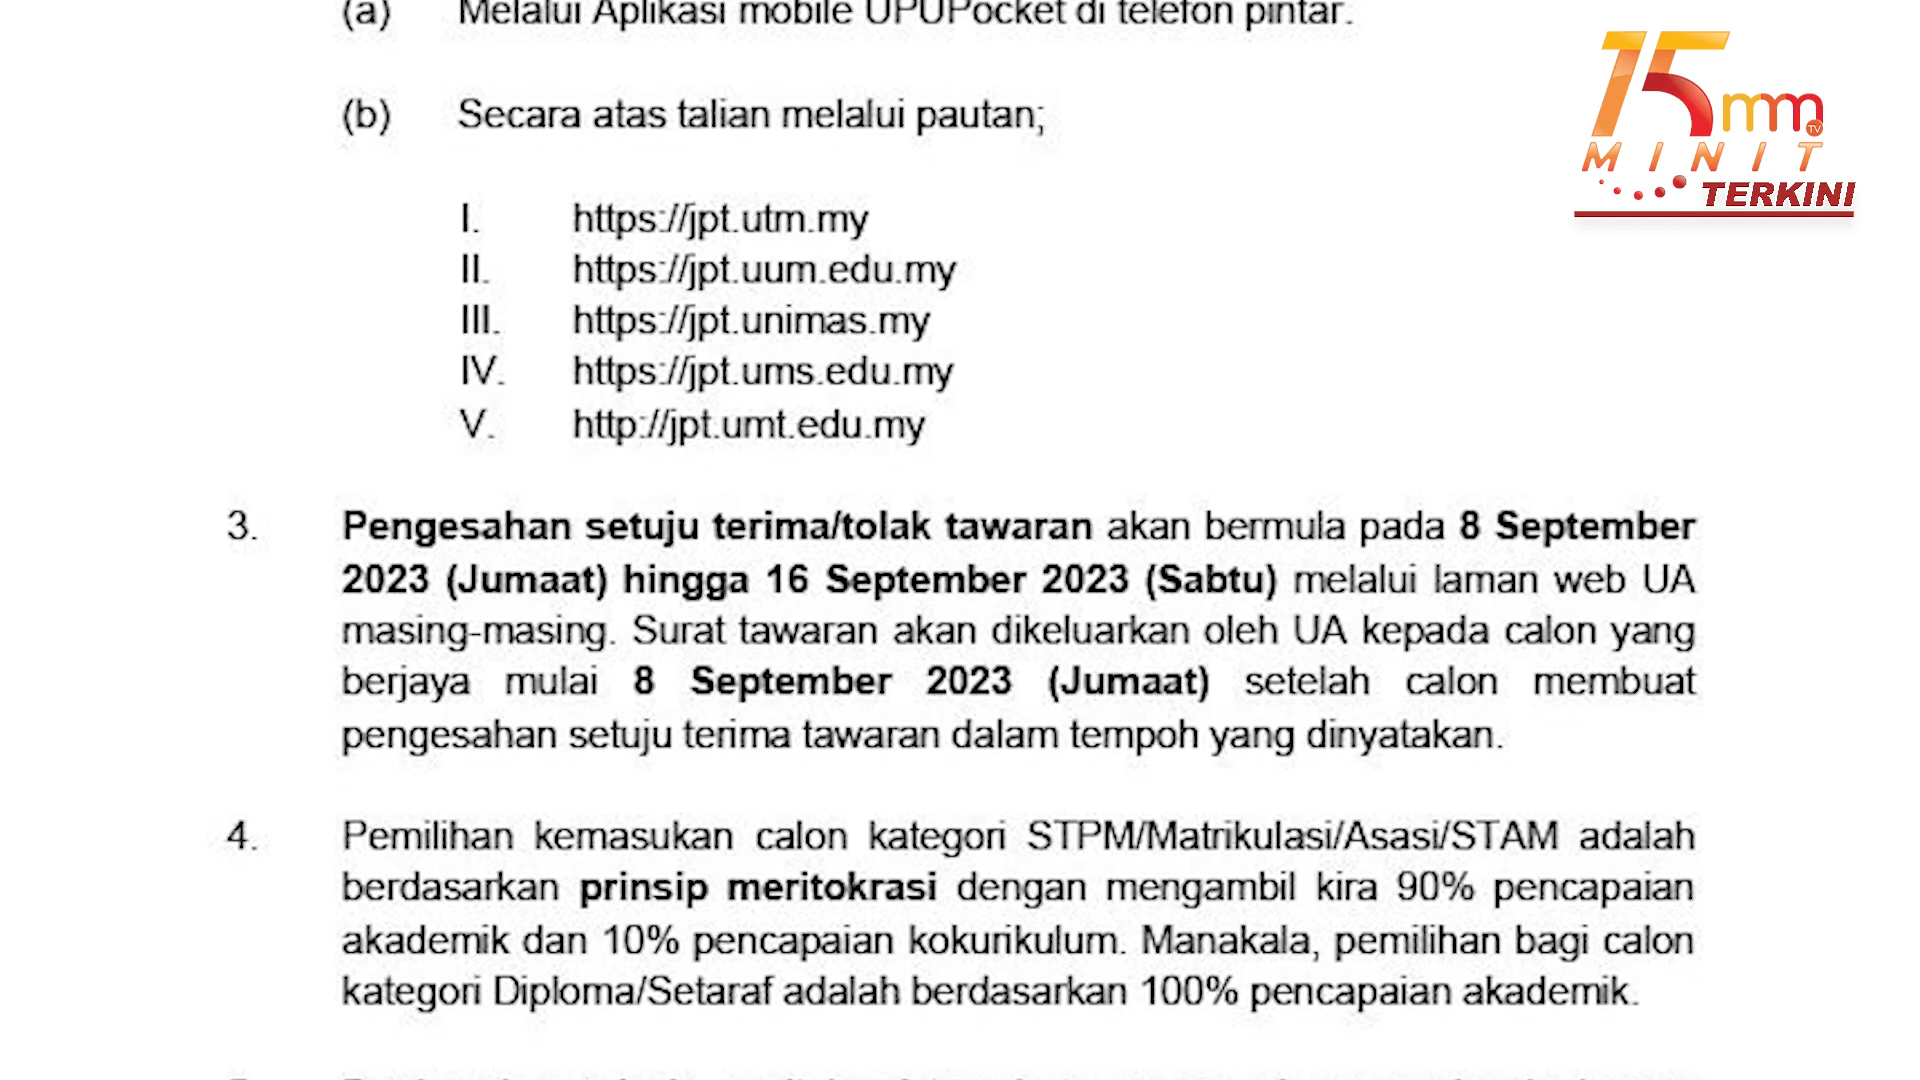 (a) Melalui Aplikasi mobile UPUPocket di telefon pintar.
15 mm TV
MINIT
TERKINI
(b) Secara atas talian melalui pautan;
I. https://jpt.utm.my
II. https://jpt.uum.edu.my
III. https://jpt.unimas.my
IV. https://jpt.ums.edu.my
V. http://jpt.umt.edu.my
3. Pengesahan setuju terima/tolak tawaran akan bermula pada 8 September
2023 (Jumaat) hingga 16 September 2023 (Sabtu) melalui laman web UA
masing-masing. Surat tawaran akan dikeluarkan oleh UA kepada calon yang
berjaya mulai 8 September 2023 (Jumaat) setelah calon membuat
pengesahan setuju terima tawaran dalam tempoh yang dinyatakan.
4. Pemilihan kemasukan calon kategori STPM/Matrikulasi/Asasi/STAM adalah
berdasarkan prinsip meritokrasi dengan mengambil kira 90% pencapaian
akademik dan 10% pencapaian kokurikulum. Manakala, pemilihan bagi calon
kategori Diploma/Setaraf adalah berdasarkan 100% pencapaian akademik.